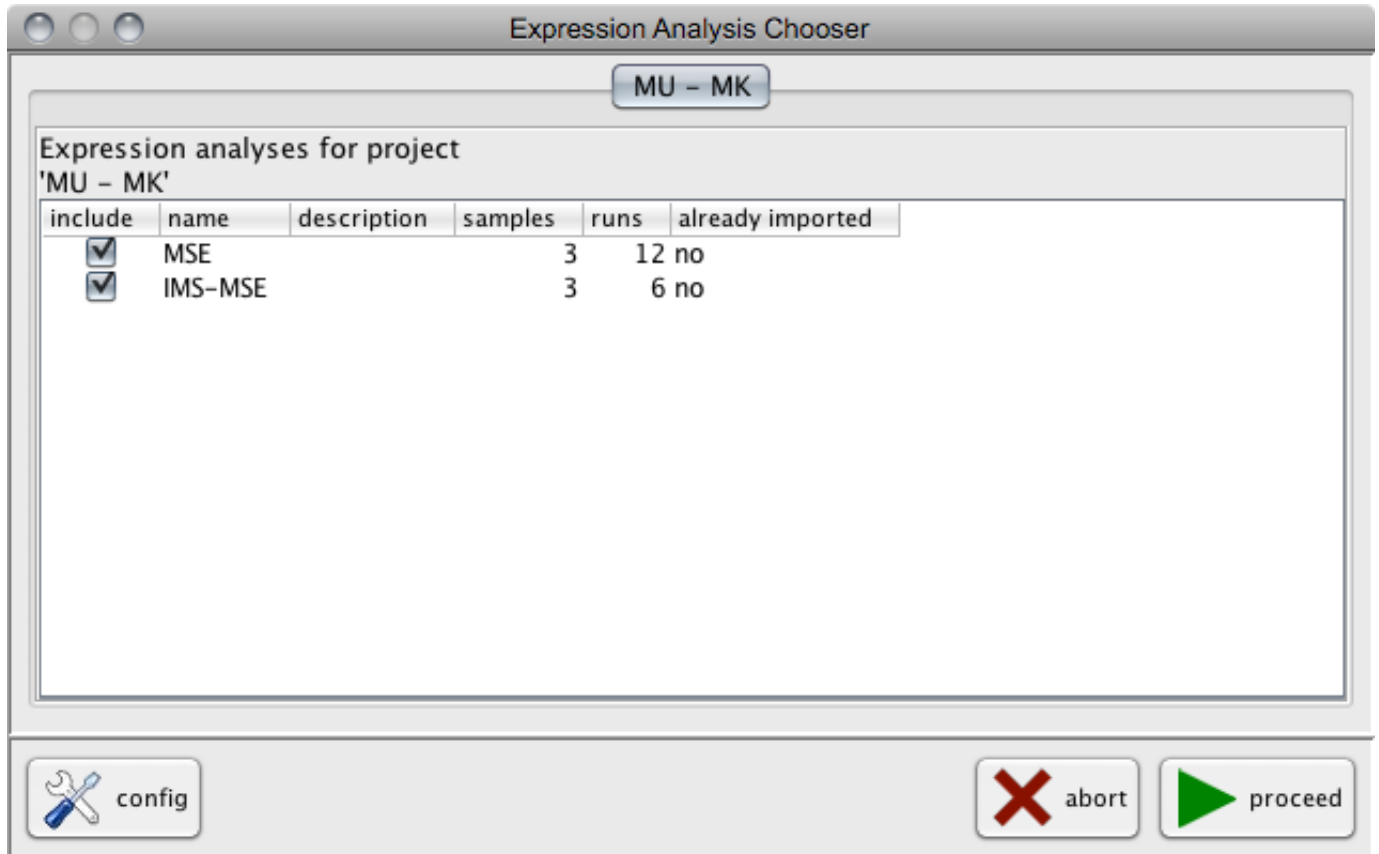 Expression Analysis Chooser
MU – MK
Expression analyses for project
'MU – MK'
include name description samples runs already imported
MSE 3 12 no
IMS–MSE 3 6 no
config abort proceed